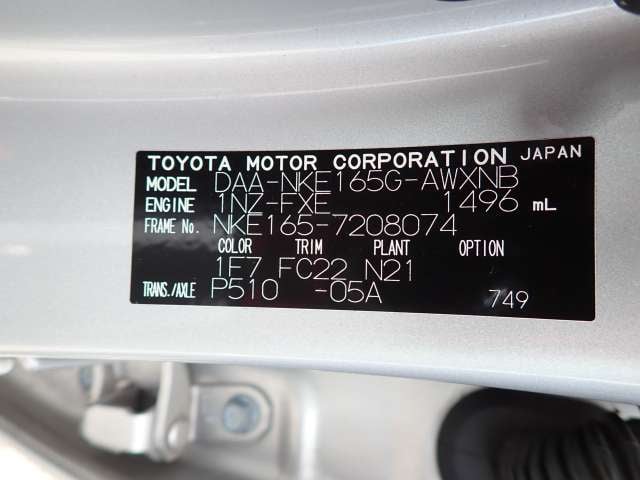 TOYOTA MOTOR CORPORATION JAPAN
MODEL DAA-NKE165G-AWXNB
ENGINE 1NZ-FXE 1496 mL
FRAME No. NKE165-7208074
COLOR TRIM PLANT OPTION
1F7 FC22 N21
TRANS./AXLE P510 -05A 749